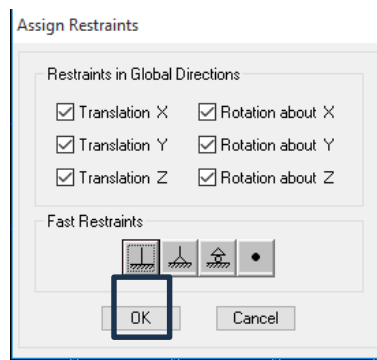 Assign Restraints
Restraints in Global Directions
Translation X Rotation about X
Translation Y Rotation about Y
Translation Z Rotation about Z
Fast Restraints
OK Cancel